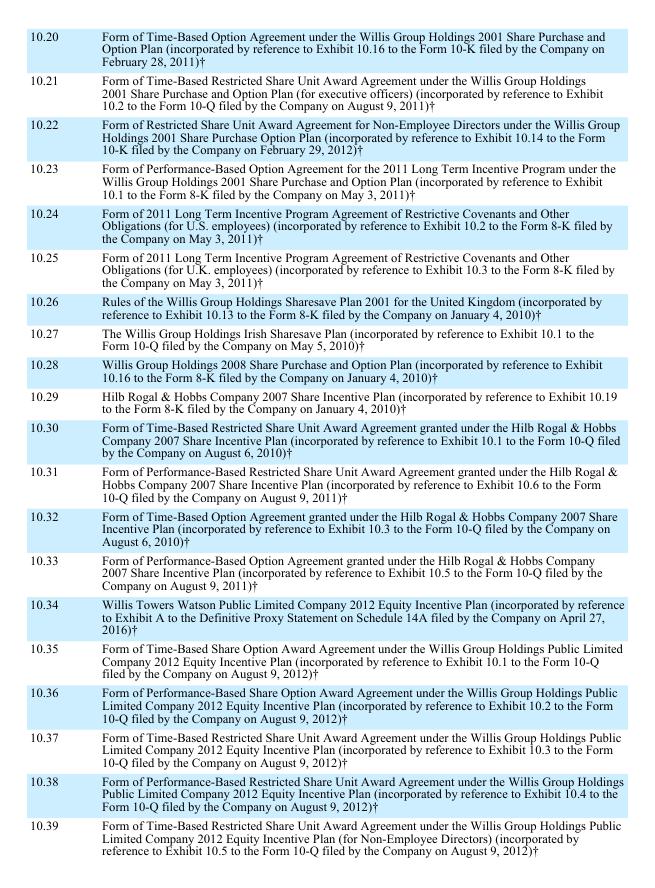 10.20 Form of Time-Based Option Agreement under the Willis Group Holdings 2001 Share Purchase and
Option Plan (incorporated by reference to Exhibit 10.16 to the Form 10-K filed by the Company on
February 28, 2011)†
10.21 Form of Time-Based Restricted Share Unit Award Agreement under the Willis Group Holdings
2001 Share Purchase and Option Plan (for executive officers) (incorporated by reference to Exhibit
10.2 to the Form 10-Q filed by the Company on August 9, 2011)†
10.22 Form of Restricted Share Unit Award Agreement for Non-Employee Directors under the Willis Group
Holdings 2001 Share Purchase Option Plan (incorporated by reference to Exhibit 10.14 to the Form
10-K filed by the Company on February 29, 2012)†
10.23 Form of Performance-Based Option Agreement for the 2011 Long Term Incentive Program under the
Willis Group Holdings 2001 Share Purchase and Option Plan (incorporated by reference to Exhibit
10.1 to the Form 8-K filed by the Company on May 3, 2011)†
10.24 Form of 2011 Long Term Incentive Program Agreement of Restrictive Covenants and Other
Obligations (for U.S. employees) (incorporated by reference to Exhibit 10.2 to the Form 8-K filed by
the Company on May 3, 2011)†
10.25 Form of 2011 Long Term Incentive Program Agreement of Restrictive Covenants and Other
Obligations (for U.K. employees) (incorporated by reference to Exhibit 10.3 to the Form 8-K filed by
the Company on May 3, 2011)†
10.26 Rules of the Willis Group Holdings Sharesave Plan 2001 for the United Kingdom (incorporated by
reference to Exhibit 10.13 to the Form 8-K filed by the Company on January 4, 2010)†
10.27 The Willis Group Holdings Irish Sharesave Plan (incorporated by reference to Exhibit 10.1 to the
Form 10-Q filed by the Company on May 5, 2010)†
10.28 Willis Group Holdings 2008 Share Purchase and Option Plan (incorporated by reference to Exhibit
10.16 to the Form 8-K filed by the Company on January 4, 2010)†
10.29 Hilb Rogal & Hobbs Company 2007 Share Incentive Plan (incorporated by reference to Exhibit 10.19
to the Form 8-K filed by the Company on January 4, 2010)†
10.30 Form of Time-Based Restricted Share Unit Award Agreement granted under the Hilb Rogal & Hobbs
Company 2007 Share Incentive Plan (incorporated by reference to Exhibit 10.1 to the Form 10-Q filed
by the Company on August 6, 2010)†
10.31 Form of Performance-Based Restricted Share Unit Award Agreement granted under the Hilb Rogal &
Hobbs Company 2007 Share Incentive Plan (incorporated by reference to Exhibit 10.6 to the Form
10-Q filed by the Company on August 9, 2011)†
10.32 Form of Time-Based Option Agreement granted under the Hilb Rogal & Hobbs Company 2007 Share
Incentive Plan (incorporated by reference to Exhibit 10.3 to the Form 10-Q filed by the Company on
August 6, 2010)†
10.33 Form of Performance-Based Option Agreement granted under the Hilb Rogal & Hobbs Company
2007 Share Incentive Plan (incorporated by reference to Exhibit 10.5 to the Form 10-Q filed by the
Company on August 9, 2011)†
10.34 Willis Towers Watson Public Limited Company 2012 Equity Incentive Plan (incorporated by reference
to Exhibit A to the Definitive Proxy Statement on Schedule 14A filed by the Company on April 27,
2016)†
10.35 Form of Time-Based Share Option Award Agreement under the Willis Group Holdings Public Limited
Company 2012 Equity Incentive Plan (incorporated by reference to Exhibit 10.1 to the Form 10-Q
filed by the Company on August 9, 2012)†
10.36 Form of Performance-Based Share Option Award Agreement under the Willis Group Holdings Public
Limited Company 2012 Equity Incentive Plan (incorporated by reference to Exhibit 10.2 to the Form
10-Q filed by the Company on August 9, 2012)†
10.37 Form of Time-Based Restricted Share Unit Award Agreement under the Willis Group Holdings Public
Limited Company 2012 Equity Incentive Plan (incorporated by reference to Exhibit 10.3 to the Form
10-Q filed by the Company on August 9, 2012)†
10.38 Form of Performance-Based Restricted Share Unit Award Agreement under the Willis Group Holdings
Public Limited Company 2012 Equity Incentive Plan (incorporated by reference to Exhibit 10.4 to the
Form 10-Q filed by the Company on August 9, 2012)†
10.39 Form of Time-Based Restricted Share Unit Award Agreement under the Willis Group Holdings Public
Limited Company 2012 Equity Incentive Plan (for Non-Employee Directors) (incorporated by
reference to Exhibit 10.5 to the Form 10-Q filed by the Company on August 9, 2012)†